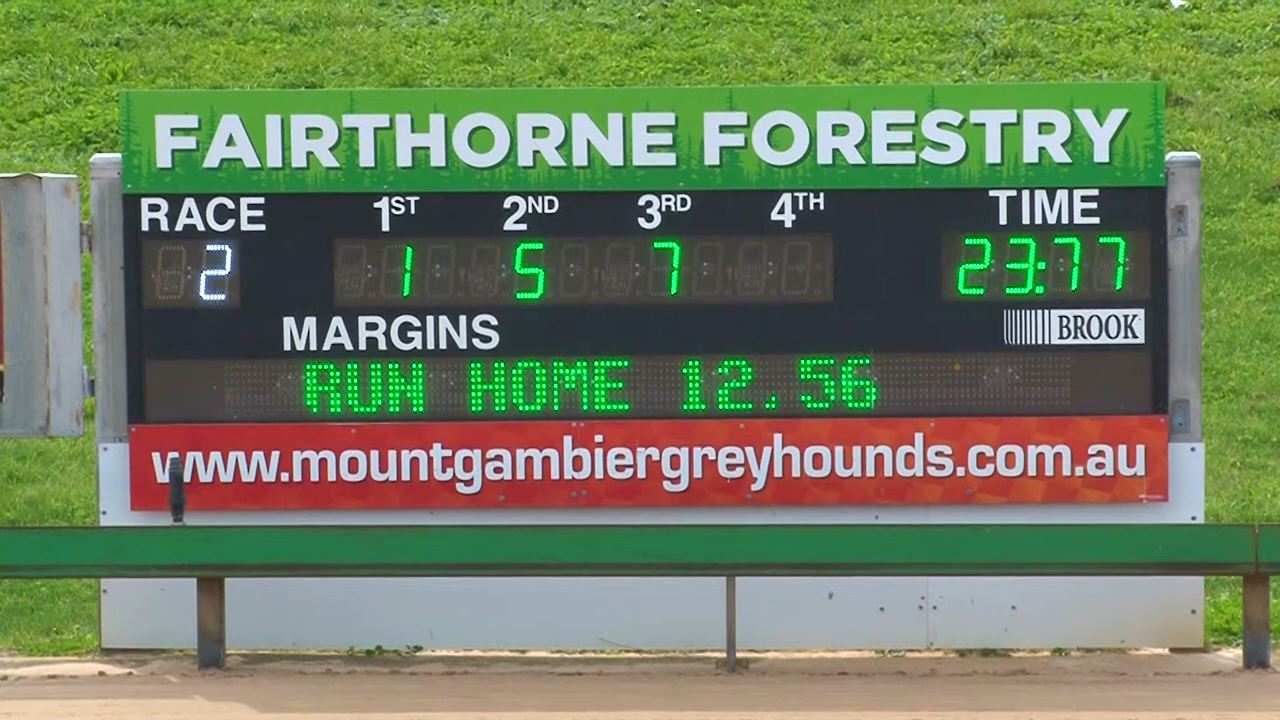 FAIRTHORNE FORESTRY
RACE 1ST 2ND 3RD 4TH TIME
2 1 5 7 23:77
MARGINS
BROOK
RUN HOME 12.56
www.mountgambiergreyhounds.com.au